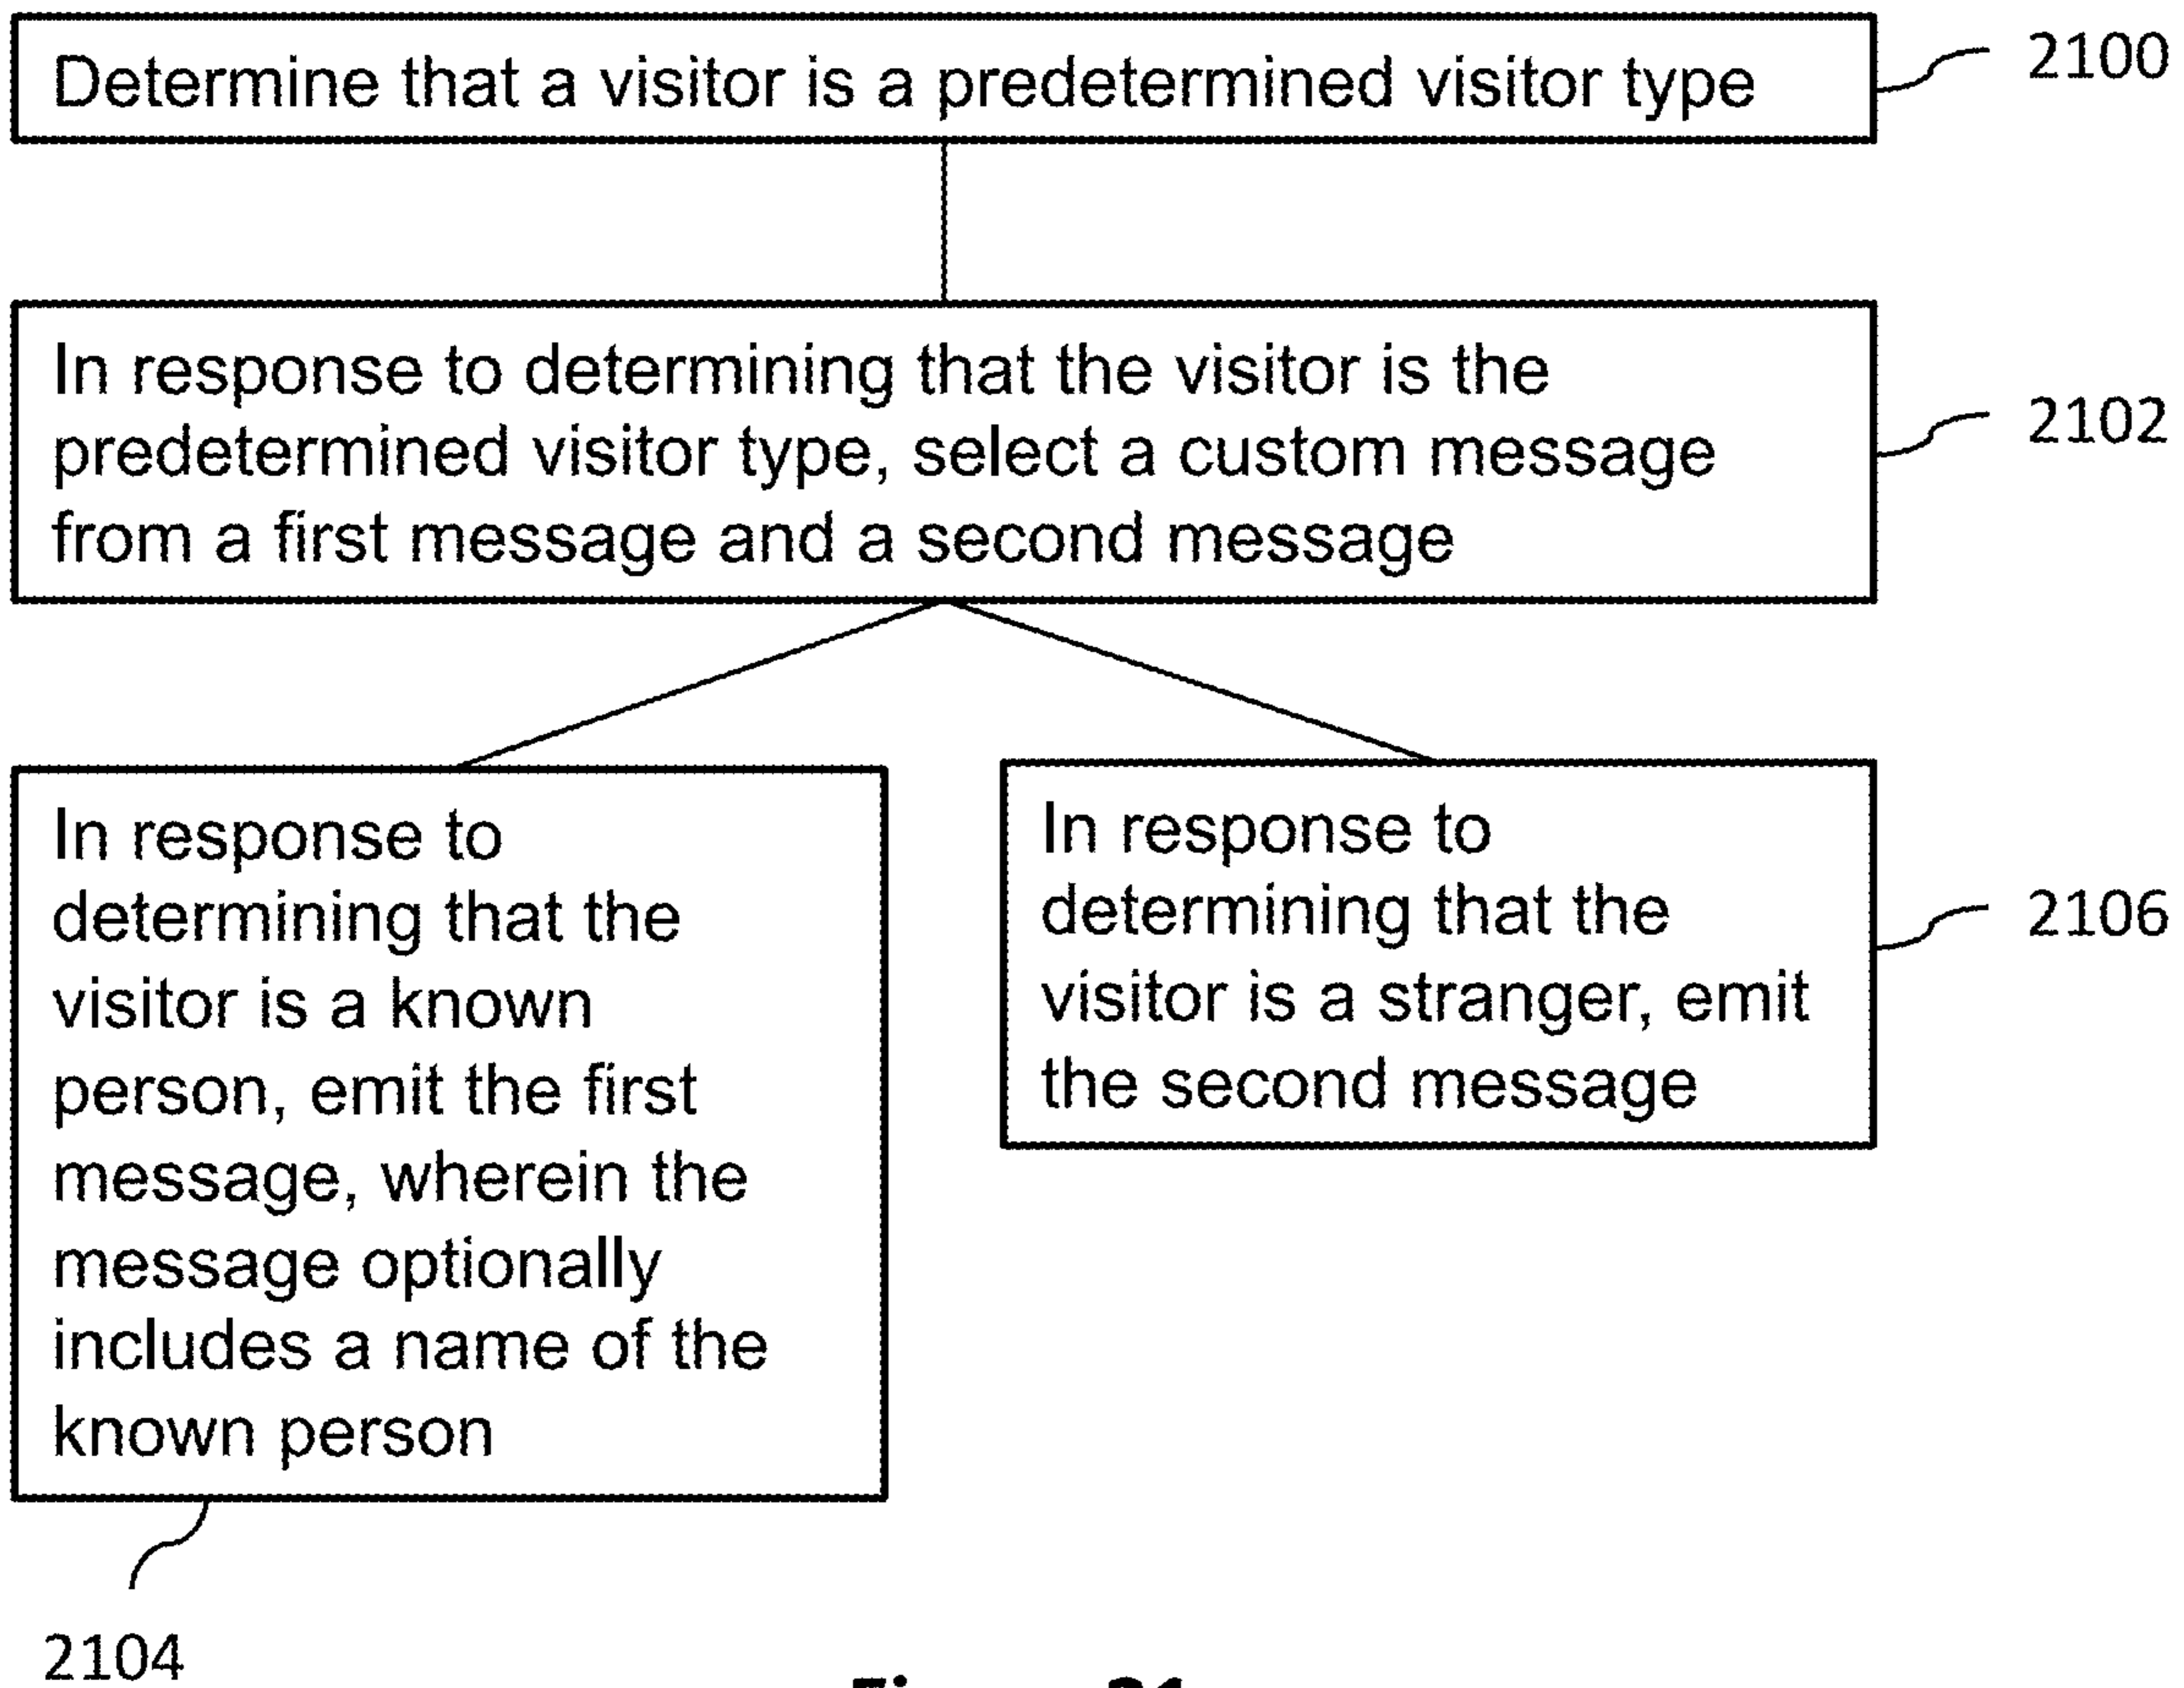 Determine that a visitor is a predetermined visitor type
2100
In response to determining that the visitor is the
predetermined visitor type, select a custom message
from a first message and a second message
2102
In response to
determining that the
visitor is a known
person, emit the first
message, wherein the
message optionally
includes a name of the
known person
2104
In response to
determining that the
visitor is a stranger, emit
the second message
2106